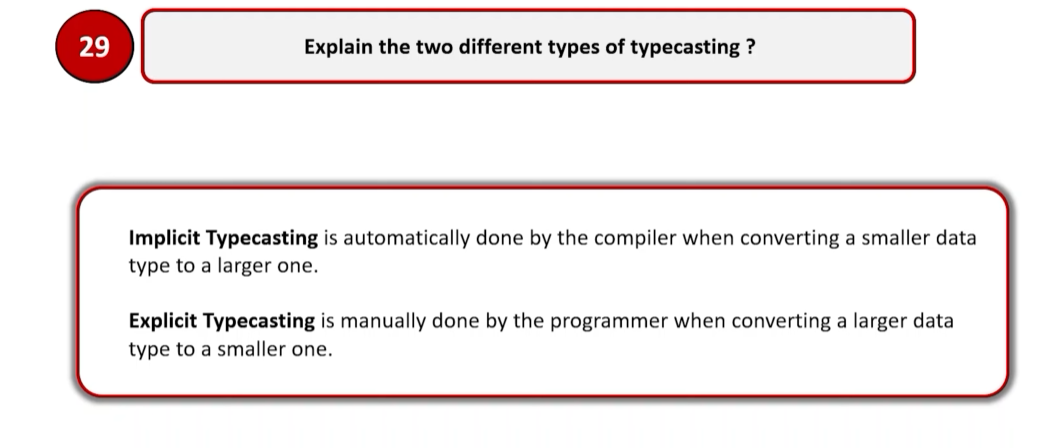 29
Explain the two different types of typecasting ?
Implicit Typecasting is automatically done by the compiler when converting a smaller data
type to a larger one.
Explicit Typecasting is manually done by the programmer when converting a larger data
type to a smaller one.